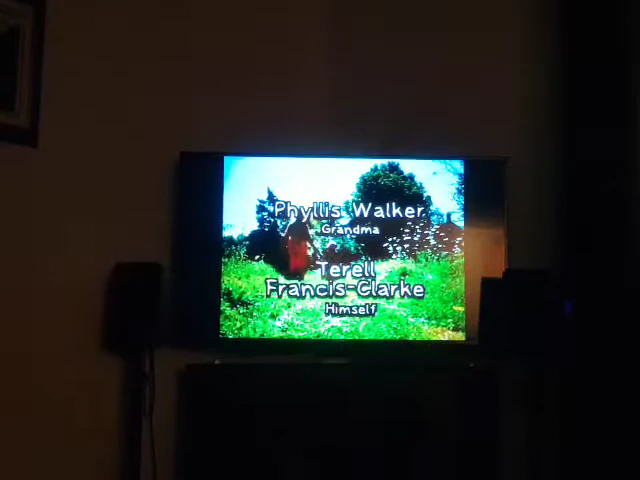 Phyllis Walker
Grandma
Terell
Francis-Clarke
Himself